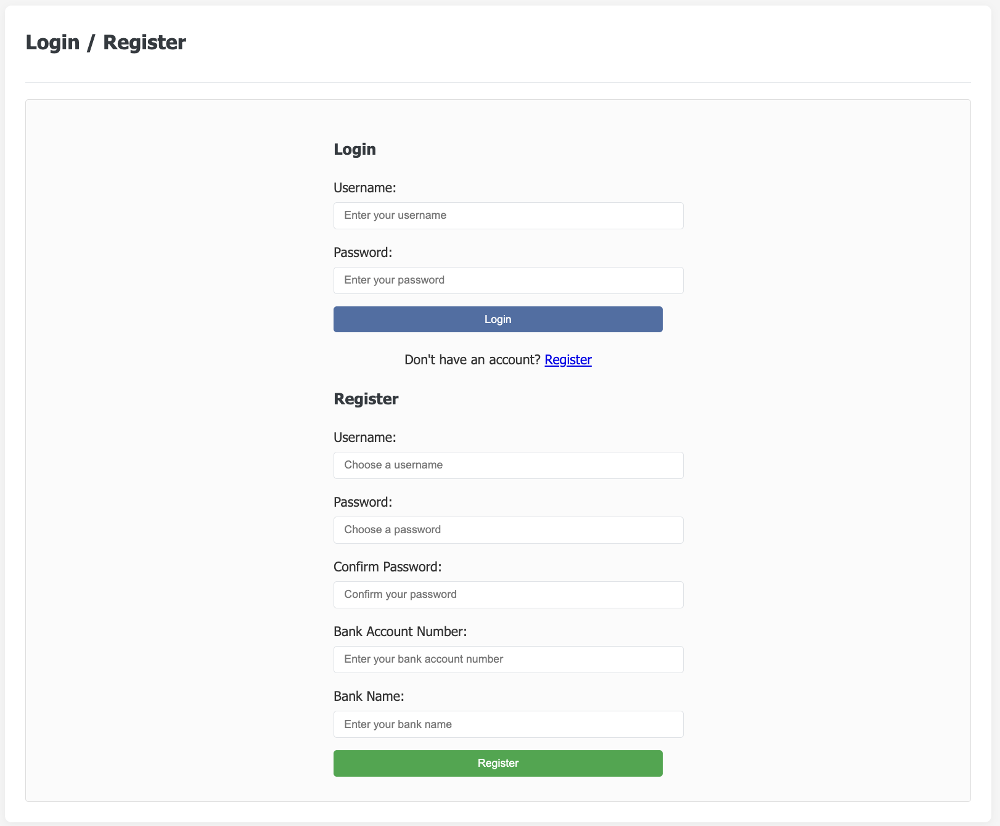 Login / Register
Login
Username:
Enter your username
Password:
Enter your password
Login
Don't have an account? Register
Register
Username:
Choose a username
Password:
Choose a password
Confirm Password:
Confirm your password
Bank Account Number:
Enter your bank account number
Bank Name:
Enter your bank name
Register